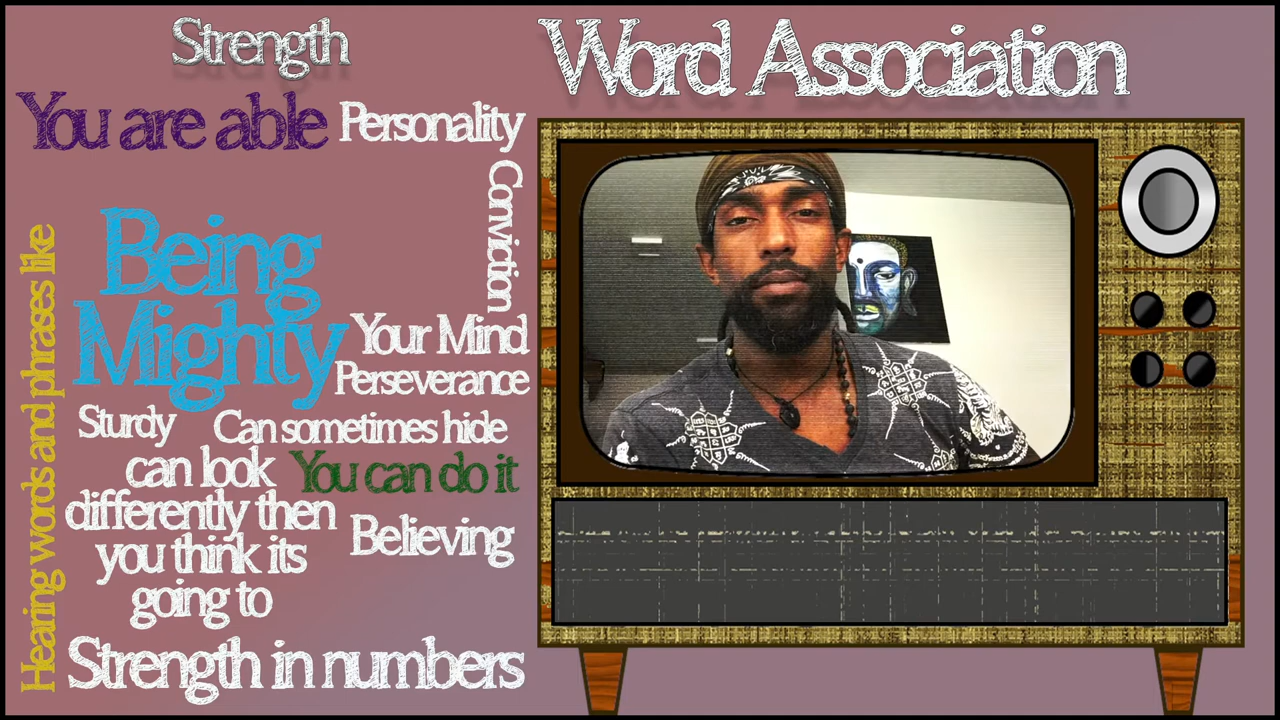 Strength
Word Association
You are able
Personality
Conviction
Being
Mighty
Your Mind
Perseverance
Sturdy
Can sometimes hide
can look
differently then
you think its
going to
You can do it
Believing
Hearing words and phrases like
Strength in numbers